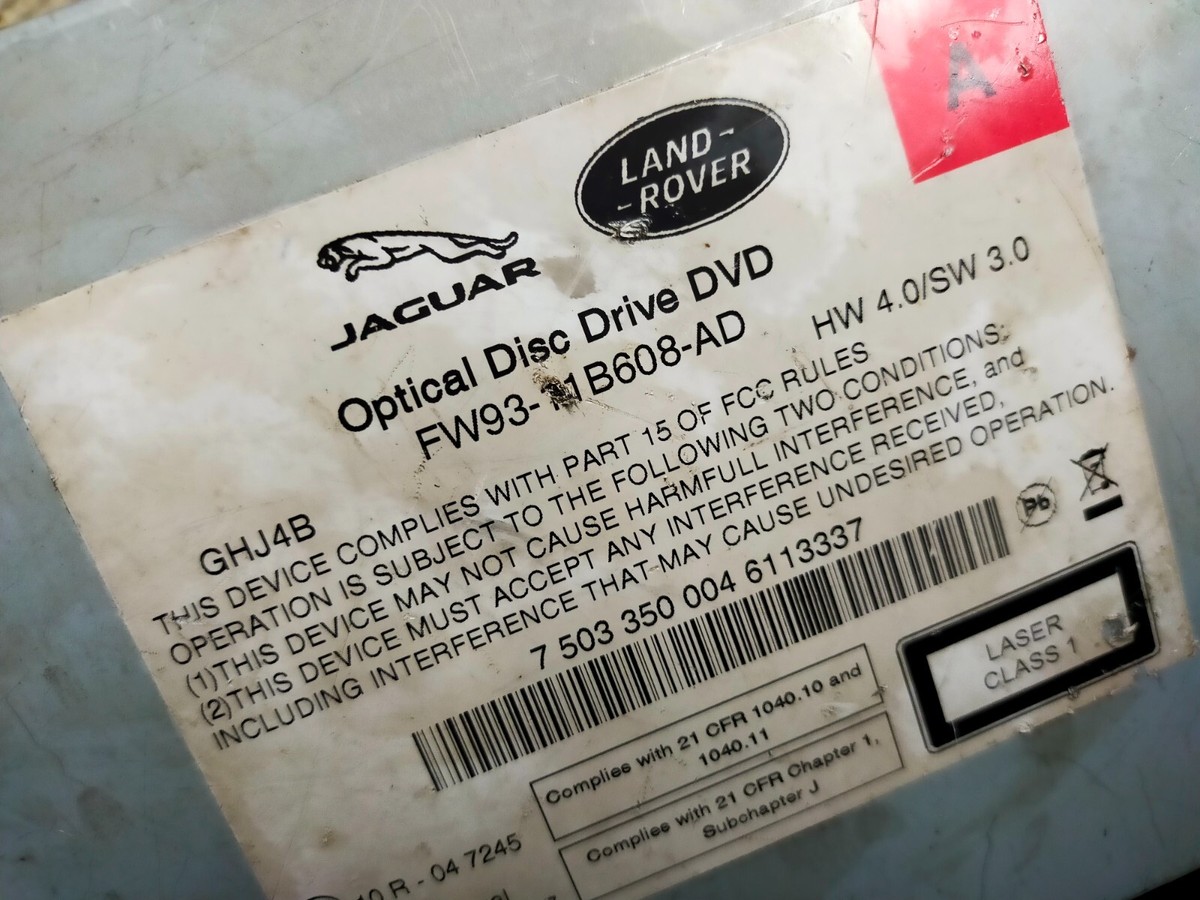 A
LAND-
-ROVER
JAGUAR
Optical Disc Drive DVD
FW93-11B608-AD
HW 4.0/SW 3.0
GHJ4B
THIS DEVICE COMPLIES WITH PART 15 OF FCC RULES
OPERATION IS SUBJECT TO THE FOLLOWING TWO CONDITIONS:
(1)THIS DEVICE MAY NOT CAUSE HARMFULL INTERFERENCE, and
(2)THIS DEVICE MUST ACCEPT ANY INTERFERENCE RECEIVED,
INCLUDING INTERFERENCE THAT MAY CAUSE UNDESIRED OPERATION.
Pb
7 503 350 004 6113337
LASER
CLASS 1
Complies with 21 CFR 1040.10 and
1040.11
Complies with 21 CFR Chapter 1,
Subchapter J
10 R - 04 7245